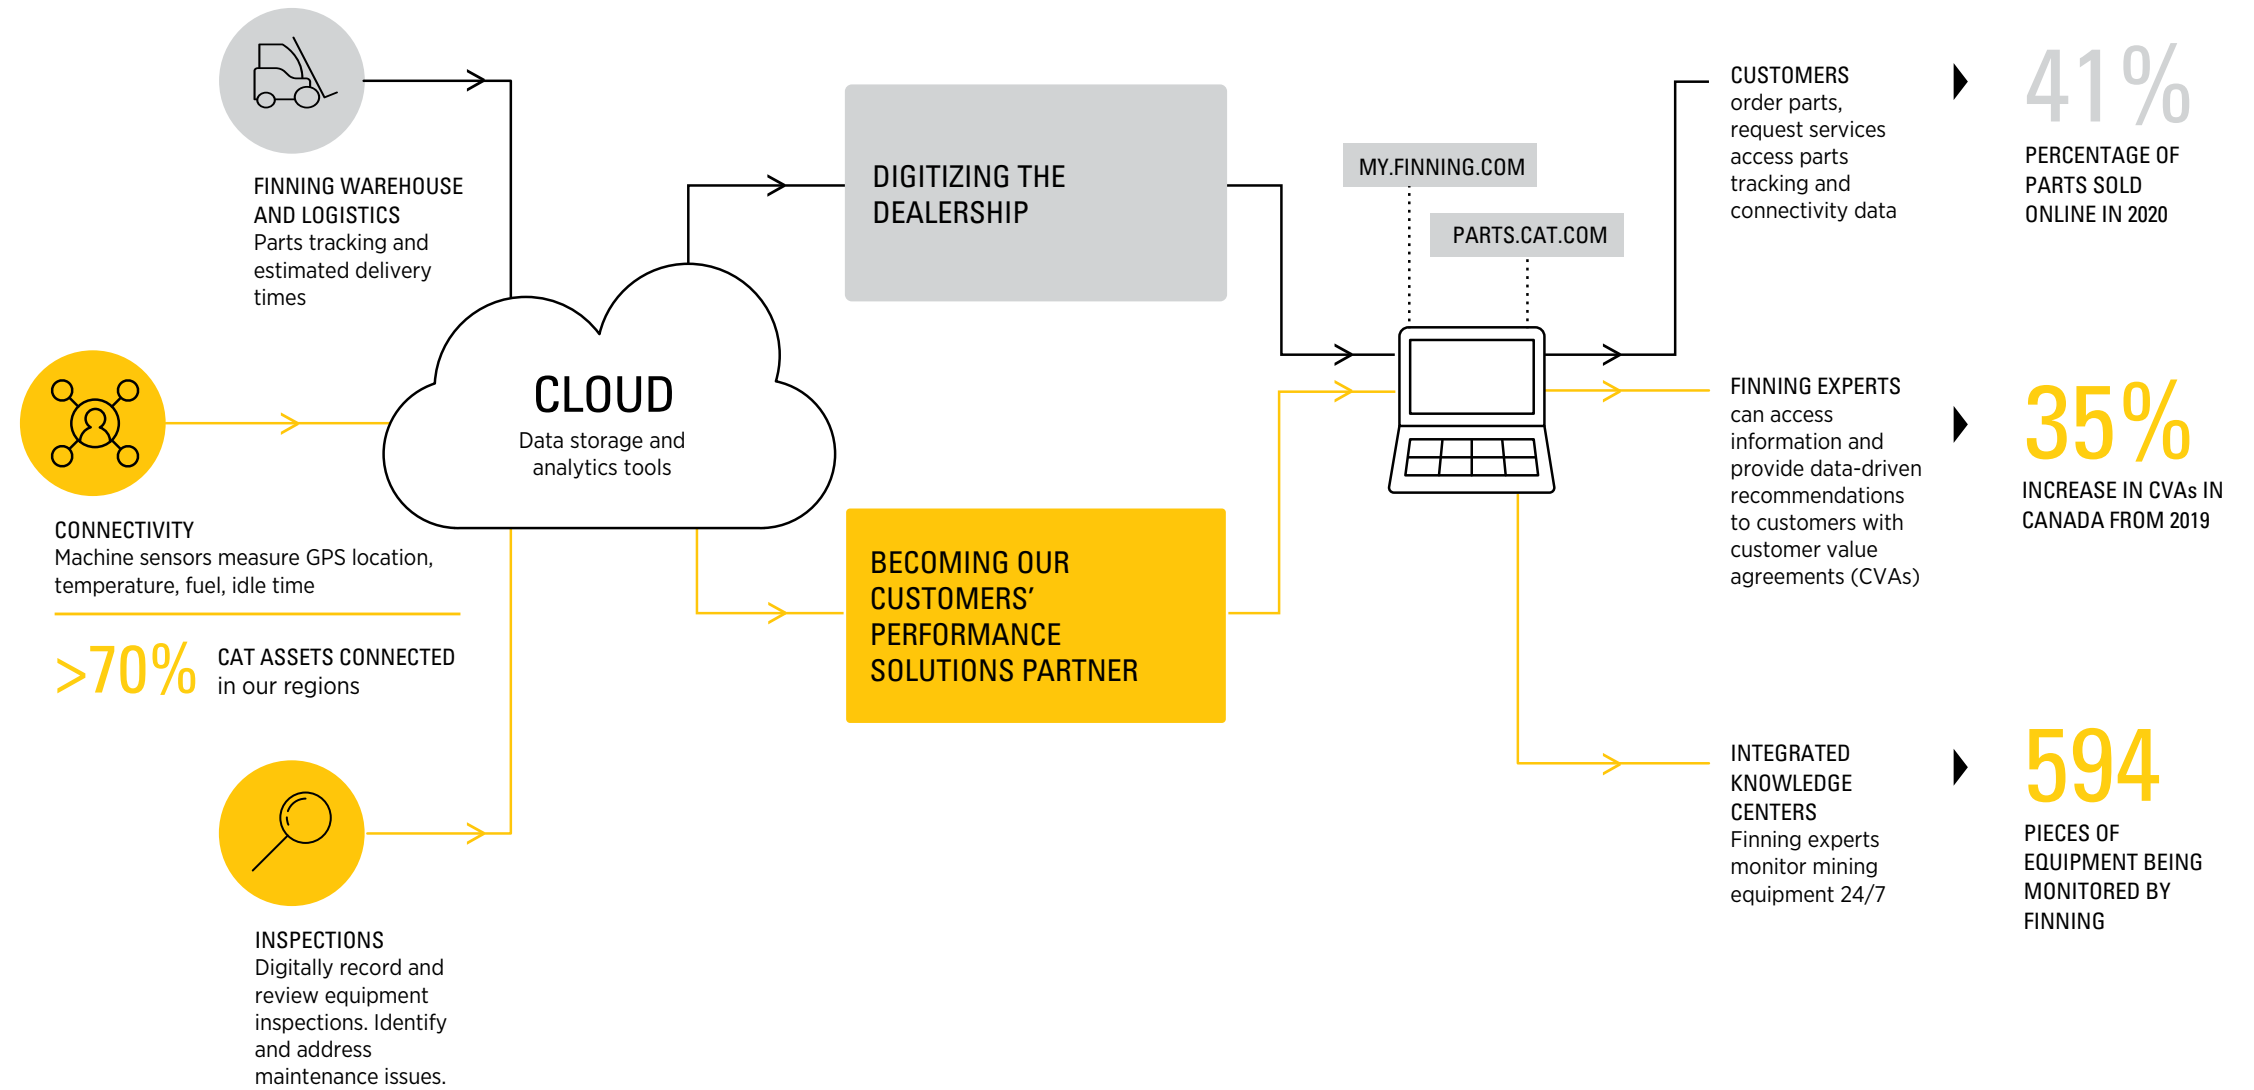 FINNING WAREHOUSE
AND LOGISTICS
Parts tracking and
estimated delivery
times
CONNECTIVITY
Machine sensors measure GPS location,
temperature, fuel, idle time
>70%
CAT ASSETS CONNECTED
in our regions
INSPECTIONS
Digitally record and
review equipment
inspections. Identify
and address
maintenance issues.
CLOUD
Data storage and
analytics tools
DIGITIZING THE
DEALERSHIP
BECOMING OUR
CUSTOMERS’
PERFORMANCE
SOLUTIONS PARTNER
MY.FINNING.COM
PARTS.CAT.COM
CUSTOMERS
order parts,
request services
access parts
tracking and
connectivity data
41%
PERCENTAGE OF
PARTS SOLD
ONLINE IN 2020
FINNING EXPERTS
can access
information and
provide data-driven
recommendations
to customers with
customer value
agreements (CVAs)
35%
INCREASE IN CVAs IN
CANADA FROM 2019
INTEGRATED
KNOWLEDGE
CENTERS
Finning experts
monitor mining
equipment 24/7
594
PIECES OF
EQUIPMENT BEING
MONITORED BY
FINNING